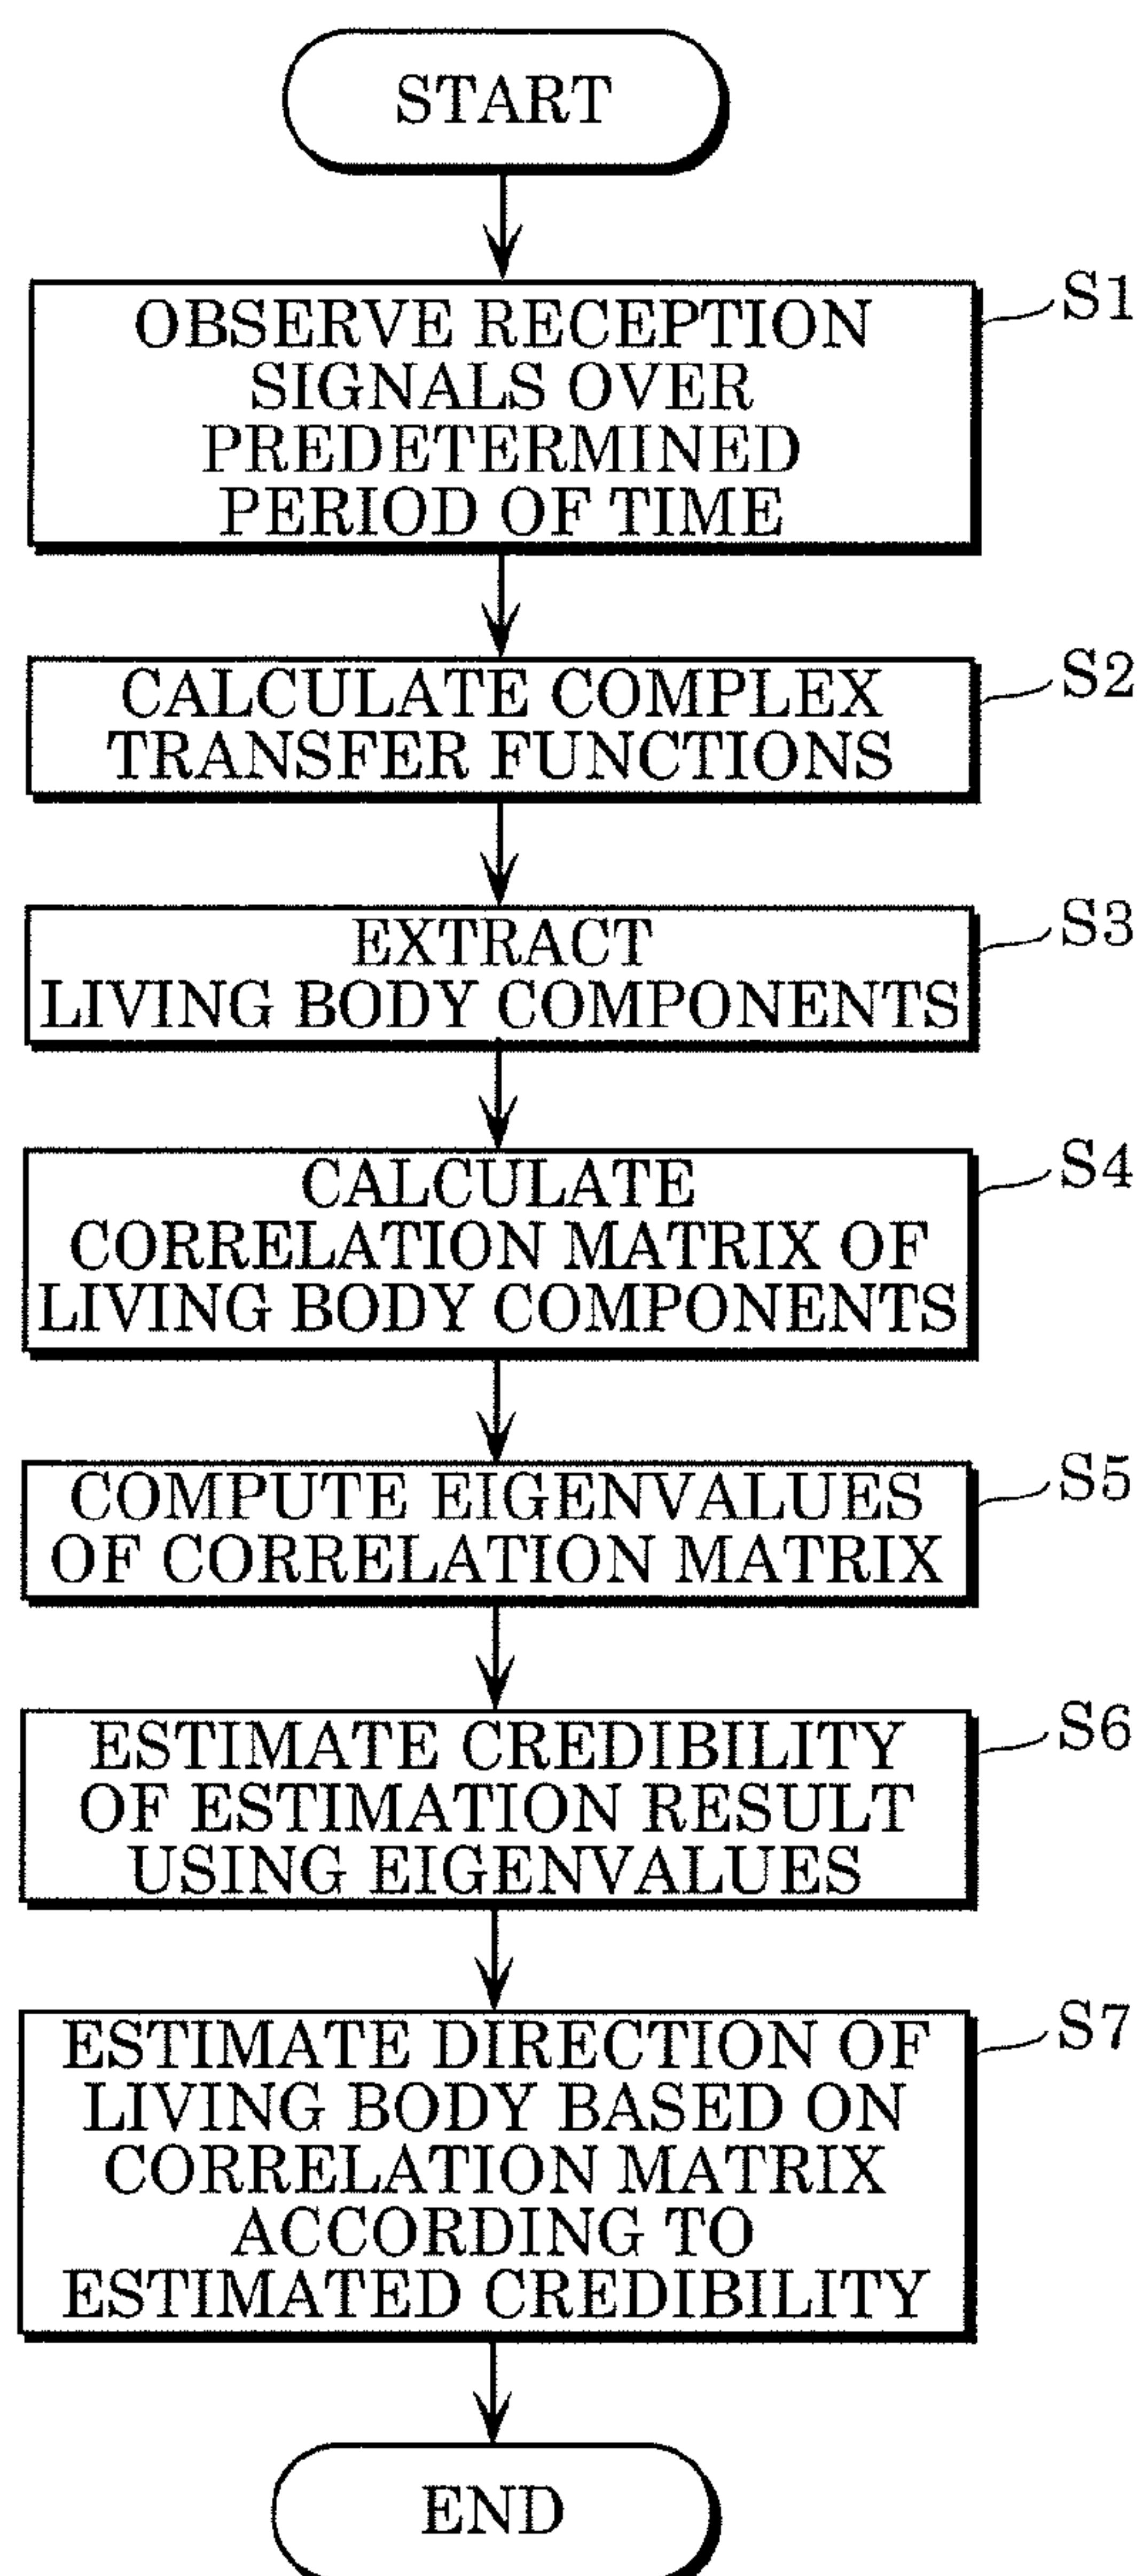 START
S1
OBSERVE RECEPTION
SIGNALS OVER
PREDETERMINED
PERIOD OF TIME
S2
CALCULATE COMPLEX
TRANSFER FUNCTIONS
S3
EXTRACT
LIVING BODY COMPONENTS
S4
CALCULATE
CORRELATION MATRIX OF
LIVING BODY COMPONENTS
S5
COMPUTE EIGENVALUES
OF CORRELATION MATRIX
S6
ESTIMATE CREDIBILITY
OF ESTIMATION RESULT
USING EIGENVALUES
S7
ESTIMATE DIRECTION OF
LIVING BODY BASED ON
CORRELATION MATRIX
ACCORDING TO
ESTIMATED CREDIBILITY
END